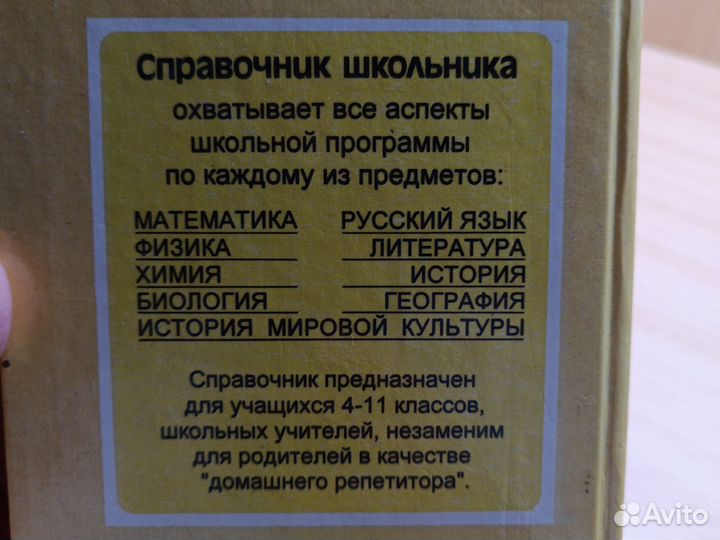 Справочник школьника
охватывает все аспекты
школьной программы
по каждому из предметов:
МАТЕМАТИКА РУССКИЙ ЯЗЫК
ФИЗИКА ЛИТЕРАТУРА
ХИМИЯ ИСТОРИЯ
БИОЛОГИЯ ГЕОГРАФИЯ
ИСТОРИЯ МИРОВОЙ КУЛЬТУРЫ
Справочник предназначен
для учащихся 4-11 классов,
школьных учителей, незаменим
для родителей в качестве
"домашнего репетитора".
Avito